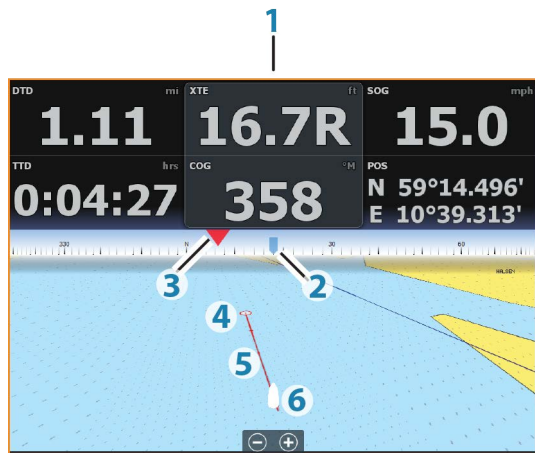 1
DTD mi XTE ft SOG mph
1.11 16.7R 15.0
TTD hrs COG °M POS
0:04:27 358 N 59°14.496'
E 10°39.313'
330 N 30 60
3 2
4
5
6